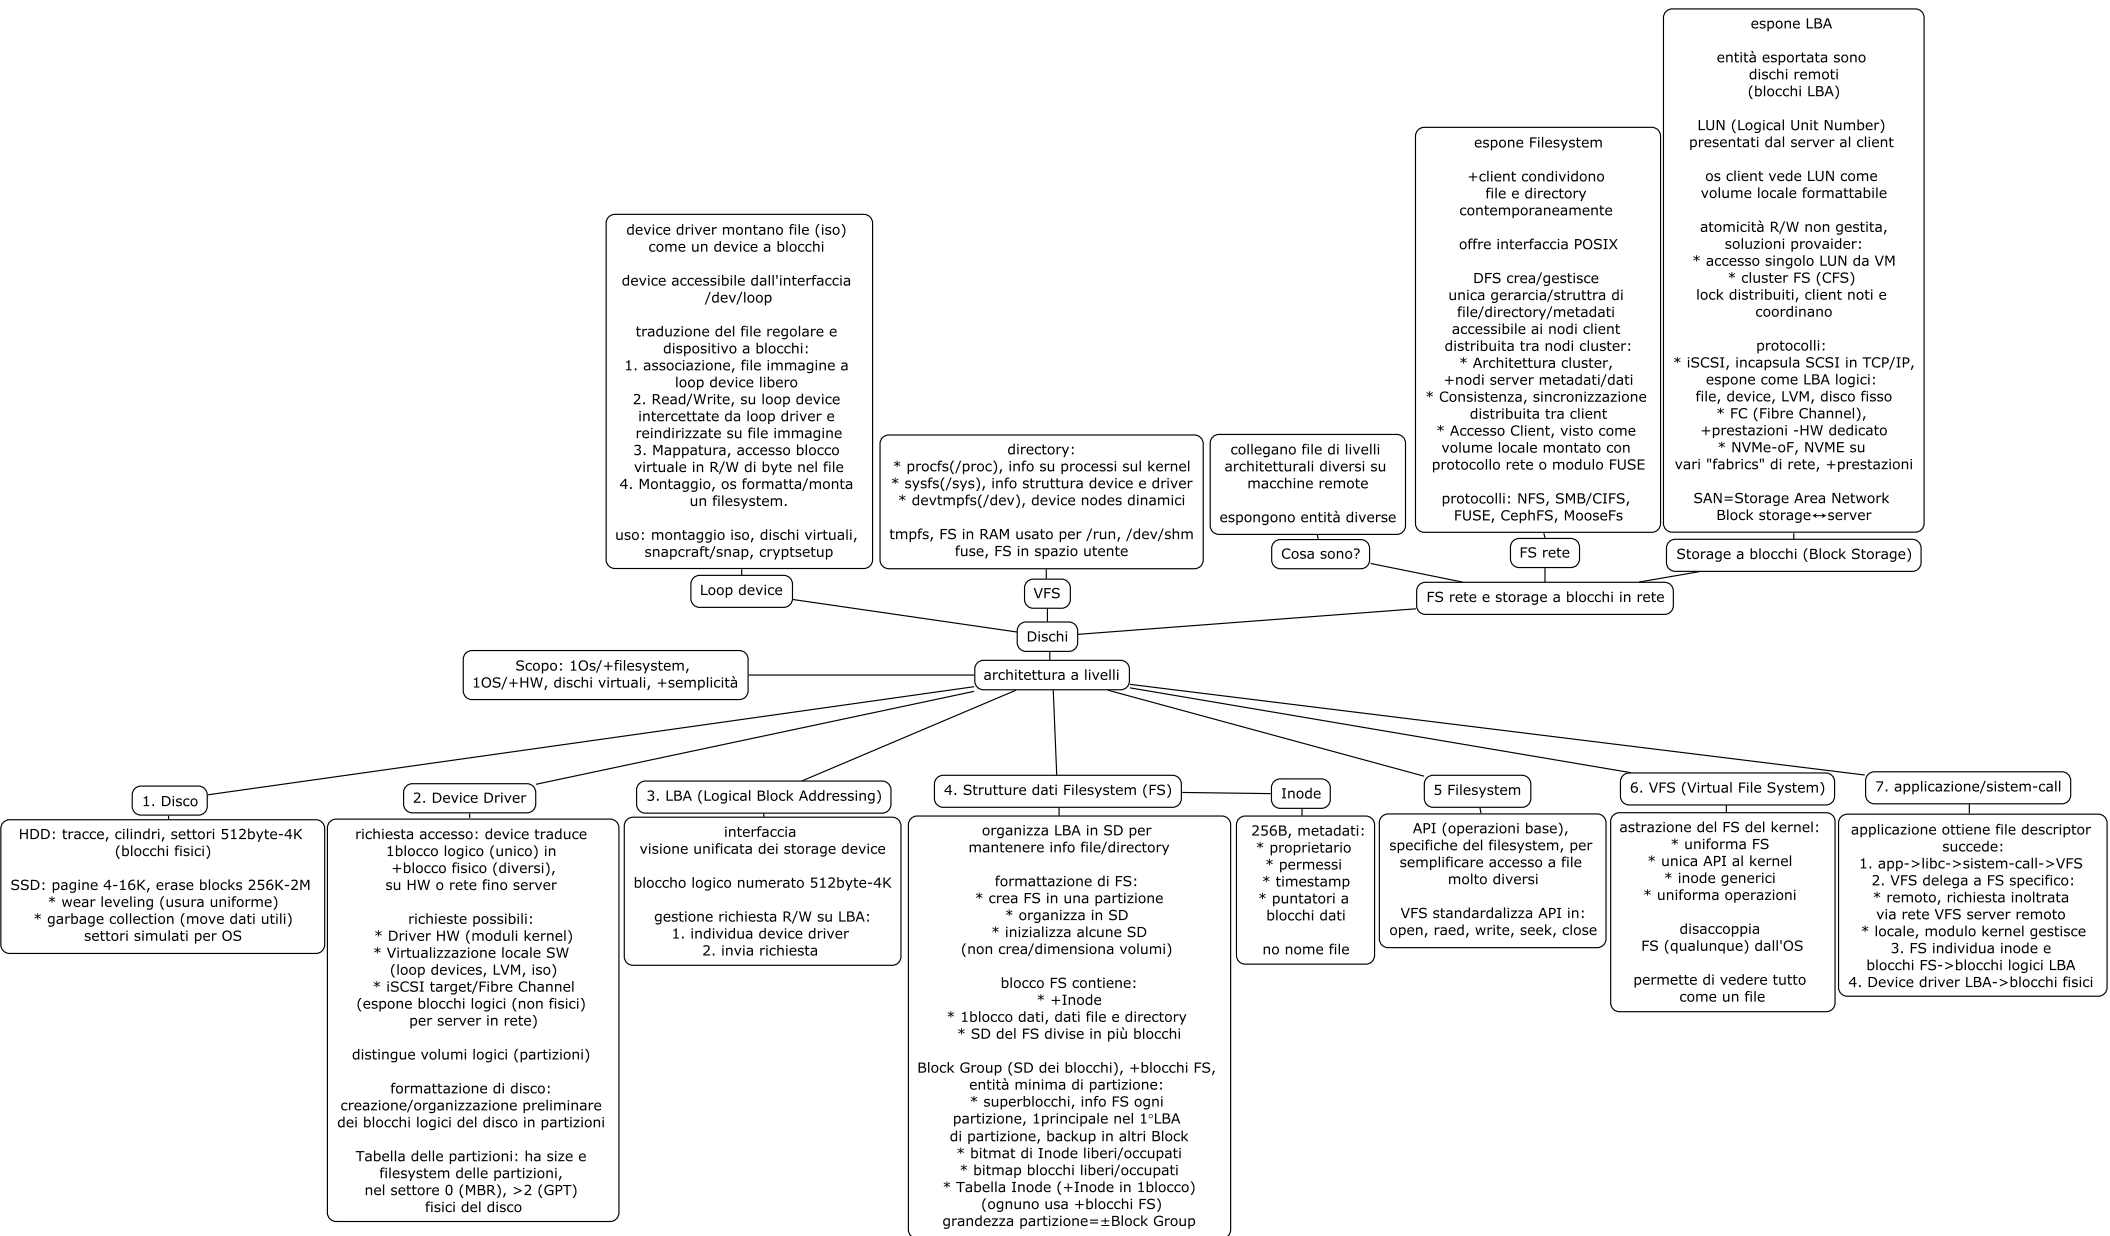 espone LBA
entità esportata sono
dischi remoti
(blocchi LBA)
LUN (Logical Unit Number)
presentati dal server al client
os client vede LUN come
volume locale formattabile
atomicità R/W non gestita,
soluzioni provaider:
* accesso singolo LUN da VM
* cluster FS (CFS)
lock distribuiti, client noti e
coordinano
protocolli:
* iSCSI, incapsula SCSI in TCP/IP,
espone come LBA logici:
file, device, LVM, disco fisso
* FC (Fibre Channel),
+prestazioni -HW dedicato
* NVMe-oF, NVME su
vari "fabrics" di rete, +prestazioni
SAN=Storage Area Network
Block storage↔server
espone Filesystem
+client condividono
file e directory
contemporaneamente
offre interfaccia POSIX
DFS crea/gestisce
unica gerarcia/struttra di
file/directory/metadati
accessibile ai nodi client
distribuita tra nodi cluster:
* Architettura cluster,
+nodi server metadati/dati
* Consistenza, sincronizzazione
distribuita tra client
* Accesso Client, visto come
volume locale montato con
protocollo rete o modulo FUSE
protocolli: NFS, SMB/CIFS,
FUSE, CephFS, MooseFs
device driver montano file (iso)
come un device a blocchi
device accessibile dall'interfaccia
/dev/loop
traduzione del file regolare e
dispositivo a blocchi:
1. associazione, file immagine a
loop device libero
2. Read/Write, su loop device
intercettate da loop driver e
reindirizzate su file immagine
3. Mappatura, accesso blocco
virtuale in R/W di byte nel file
4. Montaggio, os formatta/monta
un filesystem.
uso: montaggio iso, dischi virtuali,
snapcraft/snap, cryptsetup
directory:
* procfs(/proc), info su processi sul kernel
* sysfs(/sys), info struttura device e driver
* devtmpfs(/dev), device nodes dinamici
tmpfs, FS in RAM usato per /run, /dev/shm
fuse, FS in spazio utente
collegano file di livelli
architetturali diversi su
macchine remote
espongono entità diverse
Cosa sono?
FS rete
Storage a blocchi (Block Storage)
Loop device
VFS
FS rete e storage a blocchi in rete
Dischi
Scopo: 1Os/+filesystem,
1OS/+HW, dischi virtuali, +semplicità
architettura a livelli
1. Disco
HDD: tracce, cilindri, settori 512byte-4K
(blocchi fisici)
SSD: pagine 4-16K, erase blocks 256K-2M
* wear leveling (usura uniforme)
* garbage collection (move dati utili)
settori simulati per OS
2. Device Driver
richiesta accesso: device traduce
1blocco logico (unico) in
+blocco fisico (diversi),
su HW o rete fino server
richieste possibili:
* Driver HW (moduli kernel)
* Virtualizzazione locale SW
(loop devices, LVM, iso)
* iSCSI target/Fibre Channel
(espone blocchi logici (non fisici)
per server in rete)
distingue volumi logici (partizioni)
formattazione di disco:
creazione/organizzazione preliminare
dei blocchi logici del disco in partizioni
Tabella delle partizioni: ha size e
filesystem delle partizioni,
nel settore 0 (MBR), >2 (GPT)
fisici del disco
3. LBA (Logical Block Addressing)
interfaccia
visione unificata dei storage device
bloccho logico numerato 512byte-4K
gestione richiesta R/W su LBA:
1. individua device driver
2. invia richiesta
4. Strutture dati Filesystem (FS)
organizza LBA in SD per
mantenere info file/directory
formattazione di FS:
* crea FS in una partizione
* organizza in SD
* inizializza alcune SD
(non crea/dimensiona volumi)
blocco FS contiene:
* +Inode
* 1blocco dati, dati file e directory
* SD del FS divise in più blocchi
Block Group (SD dei blocchi), +blocchi FS,
entità minima di partizione:
* superblocchi, info FS ogni
partizione, 1principale nel 1°LBA
di partizione, backup in altri Block
* bitmat di Inode liberi/occupati
* bitmap blocchi liberi/occupati
* Tabella Inode (+Inode in 1blocco)
(ognuno usa +blocchi FS)
grandezza partizione=±Block Group
Inode
256B, metadati:
* proprietario
* permessi
* timestamp
* puntatori a
blocchi dati
no nome file
5 Filesystem
API (operazioni base),
specifiche del filesystem, per
semplificare accesso a file
molto diversi
VFS standardalizza API in:
open, raed, write, seek, close
6. VFS (Virtual File System)
astrazione del FS del kernel:
* uniforma FS
* unica API al kernel
* inode generici
* uniforma operazioni
disaccoppia
FS (qualunque) dall'OS
permette di vedere tutto
come un file
7. applicazione/sistem-call
applicazione ottiene file descriptor
succede:
1. app->libc->sistem-call->VFS
2. VFS delega a FS specifico:
* remoto, richiesta inoltrata
via rete VFS server remoto
* locale, modulo kernel gestisce
3. FS individua inode e
blocchi FS->blocchi logici LBA
4. Device driver LBA->blocchi fisici